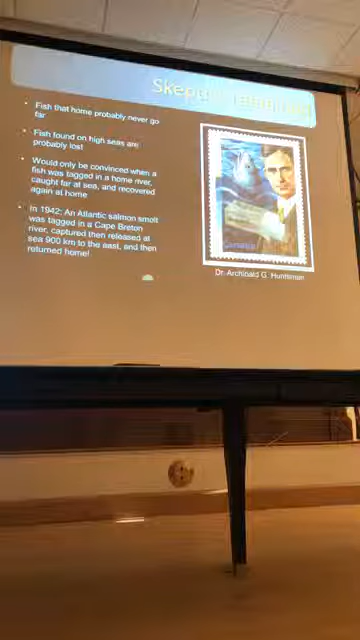 Fish that home probably never go
far
Fish found on high seas are
probably lost
Would only be convinced when a
fish was tagged in a home river,
caught far at sea, and recovered
again at home
In 1942; An Atlantic salmon smolt
was tagged in a Cape Breton
river, captured then released at
sea 900 km to the east, and then
returned home!
Canada
Dr. Archibald G. Huntsman